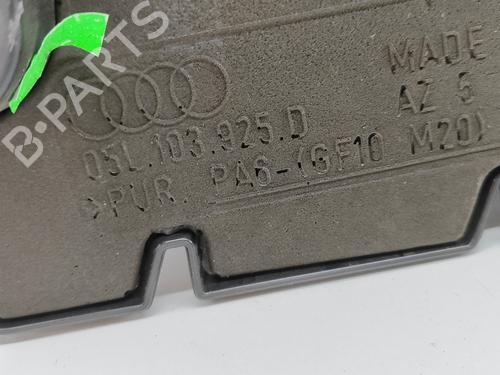 B-PARTS
MADE
AZ 5
05L.103.925.D
>PUR. PA6-(GF10 M20)